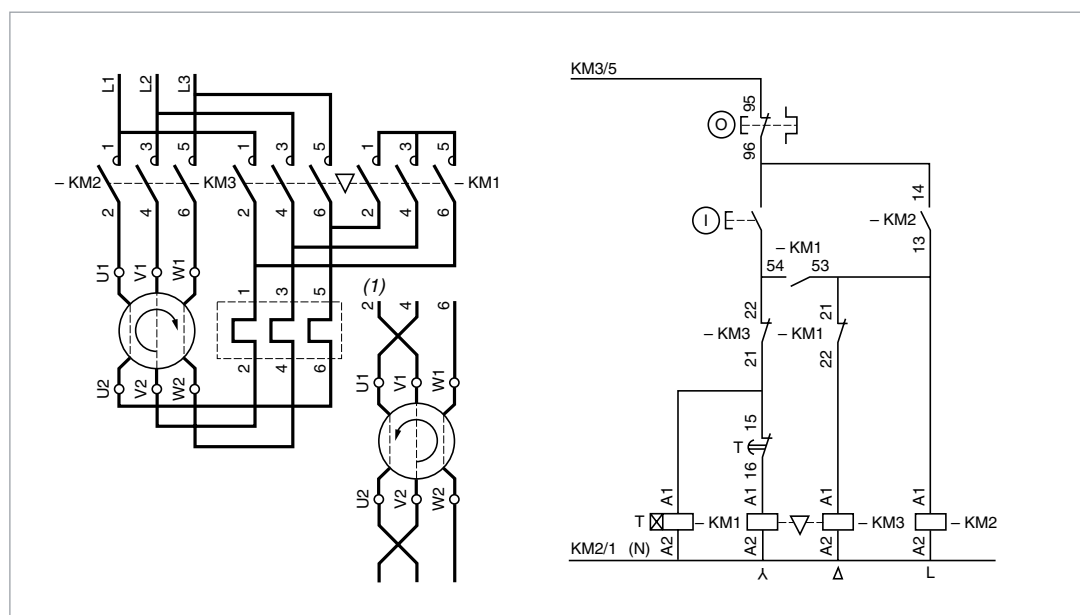 L1 L2 L3
1 3 5 1 3 5 1 3 5
– KM2 – KM3 – KM1
2 4 6 2 4 6 2 4 6
U1 V1 W1
1 3 5
2 4 6
U2 V2 W2
(1)
2 4 6
U1 V1 W1
U2 V2 W2
KM3/5
95
O
96
14
I
– KM2
13
– KM1
54 53
22 21
– KM3 – KM1
21 22
15
T
16
A1 A1 A1 A1
T – KM1 – KM3 – KM2
A2 A2 A2 A2
KM2/1 (N)
⅄ Δ L